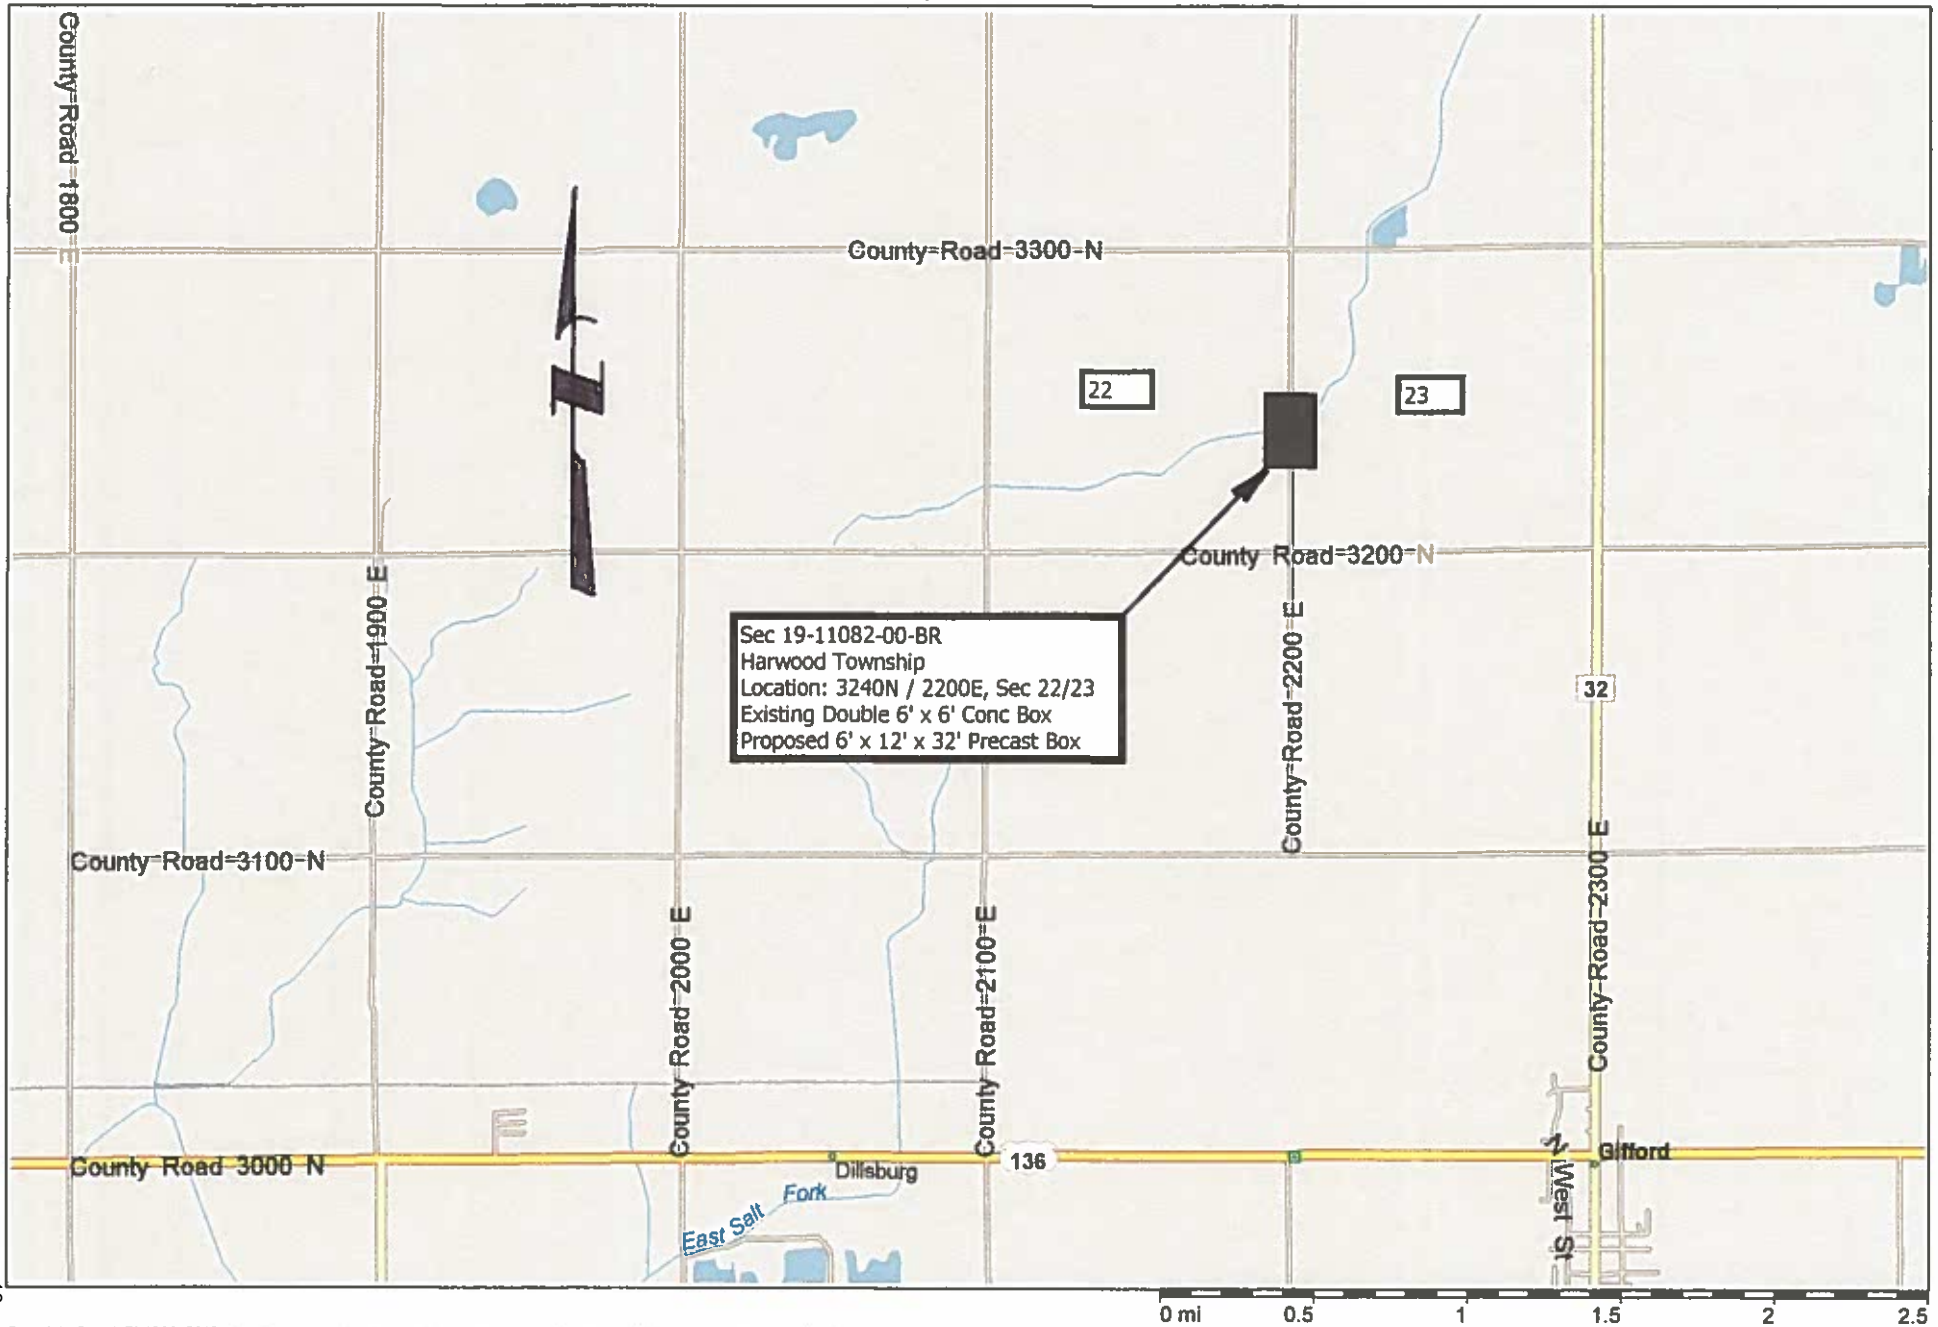 County Road 1800 E
County Road 3300 N
22
23
County Road 3200 N
County Road 1900 E
Sec 19-11082-00-BR
Harwood Township
Location: 3240N / 2200E, Sec 22/23
Existing Double 6' x 6' Conc Box
Proposed 6' x 12' x 32' Precast Box
County Road 2200 E
32
County Road 3100 N
County Road 2300 E
County Road 2000 E
County Road 2100 E
County Road 3000 N
Dillsburg
136
Gifford
N West St
East Salt Fork
0 mi 0.5 1 1.5 2 2.5